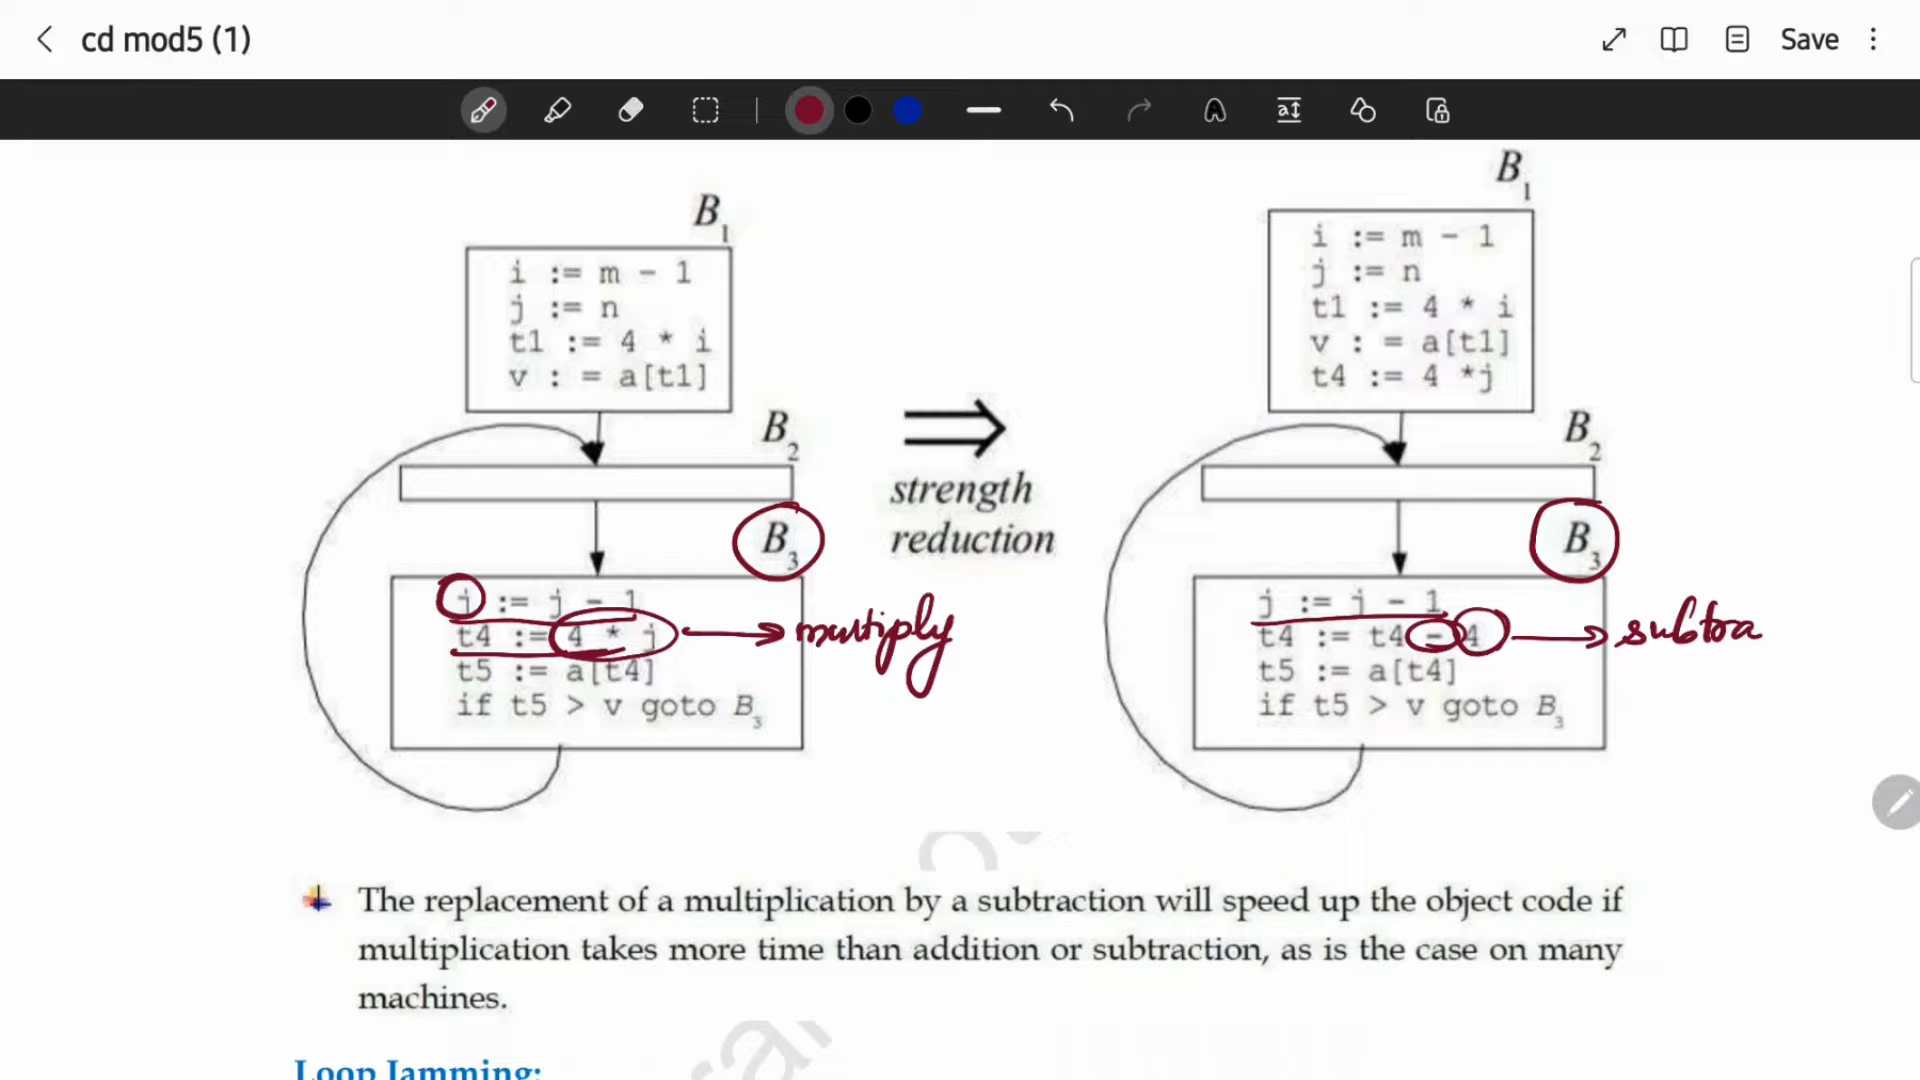 cd mod5 (1)
Save
B1
i := m - 1
j := n
t1 := 4 * i
v : = a[t1]
B2
B3
j := j - 1
t4 := 4 * j
t5 := a[t4]
if t5 > v goto B3
multiply
⇒
strength
reduction
B1
i := m - 1
j := n
t1 := 4 * i
v : = a[t1]
t4 := 4 *j
B2
B3
j := j - 1
t4 := t4 - 4
t5 := a[t4]
if t5 > v goto B3
subtra
The replacement of a multiplication by a subtraction will speed up the object code if
multiplication takes more time than addition or subtraction, as is the case on many
machines.
Loop Jamming: